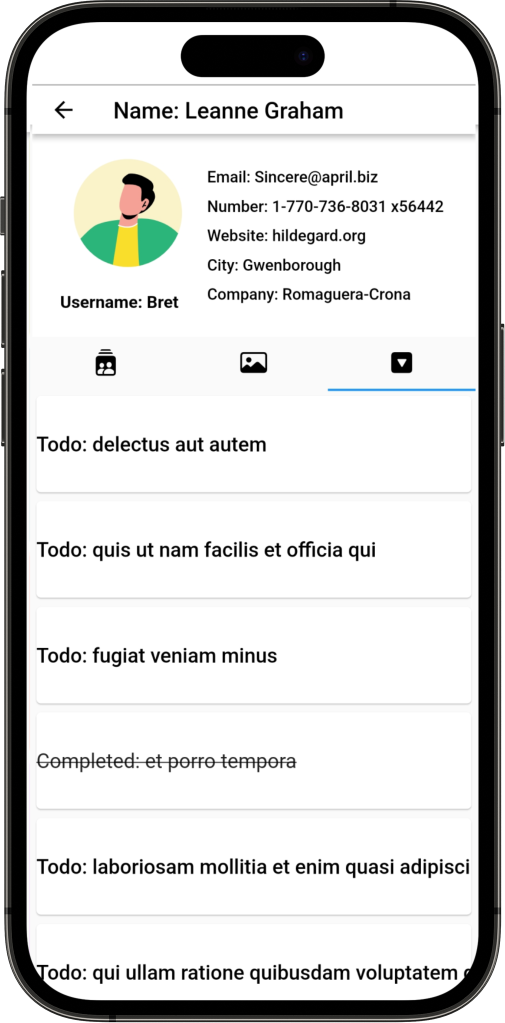 Name: Leanne Graham
Email: Sincere@april.biz
Number: 1-770-736-8031 x56442
Website: hildegard.org
City: Gwenborough
Company: Romaguera-Crona
Username: Bret
Todo: delectus aut autem
Todo: quis ut nam facilis et officia qui
Todo: fugiat veniam minus
Completed: et porro tempora
Todo: laboriosam mollitia et enim quasi adipisci
Todo: qui ullam ratione quibusdam voluptatem